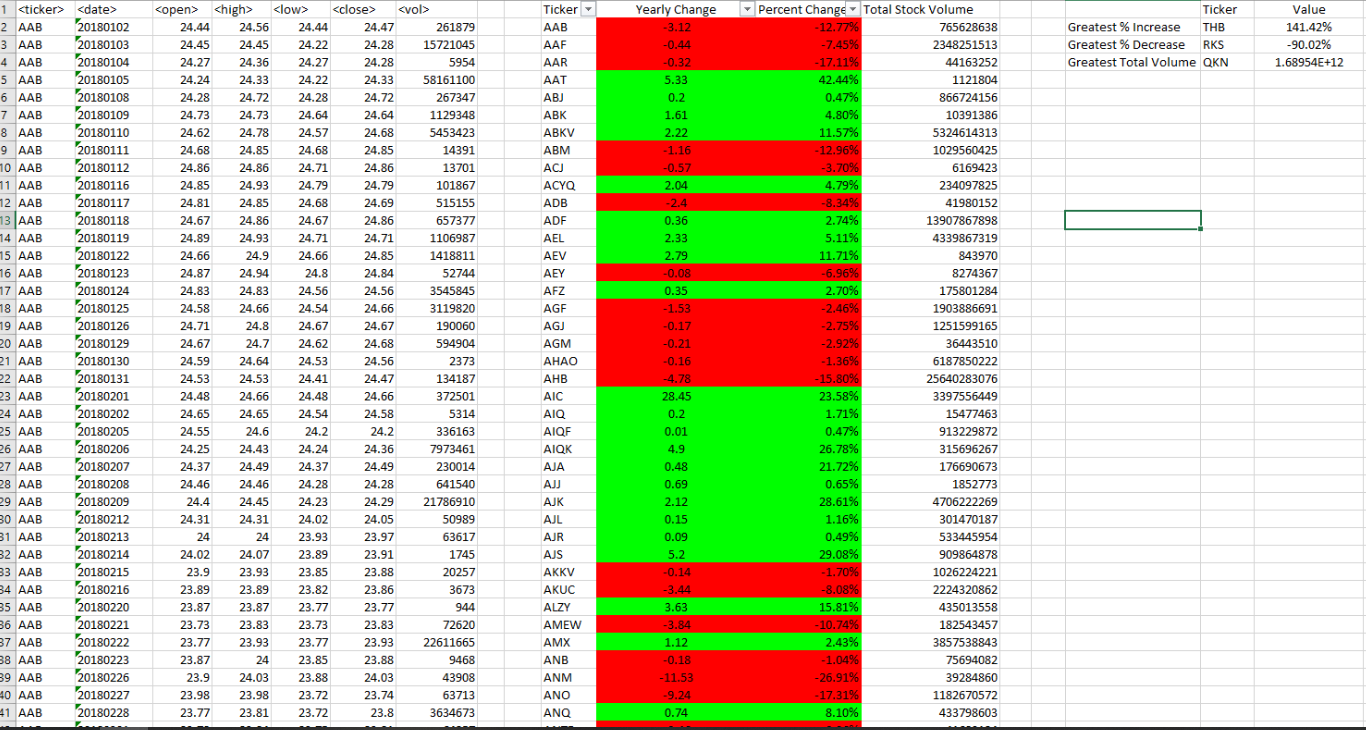 1 <ticker> <date> <open> <high> <low> <close> <vol> Ticker Yearly Change Percent Change Total Stock Volume Ticker Value
2 AAB 20180102 24.44 24.56 24.44 24.47 261879 AAB -3.12 -12.77% 765628638 Greatest % Increase THB 141.42%
3 AAB 20180103 24.45 24.45 24.22 24.28 15721045 AAF -0.44 -7.45% 2348251513 Greatest % Decrease RKS -90.02%
4 AAB 20180104 24.27 24.36 24.27 24.36 5954 AAR -0.32 -17.11% 44163252 Greatest Total Volume QKN 1.68954E+12
5 AAB 20180105 24.24 24.33 24.22 24.33 58161100 AAT 5.33 42.44% 1121804
6 AAB 20180108 24.28 24.72 24.28 24.72 267347 ABJ 0.2 0.47% 866724156
7 AAB 20180109 24.73 24.73 24.64 24.64 1129348 ABK 1.61 4.80% 10391386
8 AAB 20180110 24.62 24.78 24.57 24.68 5453423 ABKV 2.22 11.57% 5324614313
9 AAB 20180111 24.68 24.85 24.68 24.85 14391 ABM -1.16 -12.96% 1029560425
10 AAB 20180112 24.86 24.86 24.71 24.86 13701 ACJ -0.57 -3.70% 6169423
11 AAB 20180116 24.85 24.93 24.79 24.79 101867 ACYQ 2.04 4.79% 234097825
12 AAB 20180117 24.81 24.85 24.68 24.69 515155 ADB -2.4 -8.34% 41980152
13 AAB 20180118 24.67 24.86 24.67 24.86 657377 ADF 0.36 2.74% 13907867898
14 AAB 20180119 24.89 24.93 24.71 24.71 1106987 AEL 2.33 5.11% 4339867319
15 AAB 20180122 24.66 24.9 24.66 24.85 1418811 AEV 2.79 11.71% 843970
16 AAB 20180123 24.87 24.94 24.8 24.84 52744 AEY -0.08 -6.96% 8274367
17 AAB 20180124 24.83 24.83 24.56 24.56 3545845 AFZ 0.35 2.70% 175801284
18 AAB 20180125 24.58 24.66 24.54 24.66 3119820 AGF -1.53 -2.46% 1903886691
19 AAB 20180126 24.71 24.8 24.67 24.67 190060 AGJ -0.17 -2.75% 1251599165
20 AAB 20180129 24.67 24.7 24.62 24.68 594904 AGM -0.21 -2.92% 36443510
21 AAB 20180130 24.59 24.64 24.53 24.56 2373 AHAO -0.16 -1.36% 6187850222
22 AAB 20180131 24.53 24.53 24.41 24.47 134187 AHB -4.78 -15.80% 25640283076
23 AAB 20180201 24.48 24.66 24.48 24.66 372501 AIC 28.45 23.58% 3397556449
24 AAB 20180202 24.65 24.65 24.54 24.58 5314 AIQ 0.2 1.71% 15477463
25 AAB 20180205 24.55 24.6 24.2 24.2 336163 AIQF 0.01 0.47% 913229872
26 AAB 20180206 24.25 24.43 24.24 24.36 7973461 AIQK 4.9 26.78% 315696267
27 AAB 20180207 24.37 24.49 24.37 24.49 230014 AJA 0.48 21.72% 176690673
28 AAB 20180208 24.46 24.46 24.28 24.28 641540 AJJ 0.69 0.65% 1852773
29 AAB 20180209 24.4 24.45 24.23 24.29 21786910 AJK 2.12 28.61% 4706222269
30 AAB 20180212 24.31 24.31 24.02 24.05 50989 AJL 0.15 1.16% 301470187
31 AAB 20180213 24 24 23.93 23.97 63617 AJR 0.09 0.49% 533445954
32 AAB 20180214 24.02 24.07 23.89 23.91 1745 AJS 5.2 29.08% 909864878
33 AAB 20180215 23.9 23.93 23.85 23.88 20257 AKKV -0.14 -1.70% 1026224221
34 AAB 20180216 23.89 23.89 23.82 23.86 3673 AKUC -3.44 -8.08% 2224320862
35 AAB 20180220 23.87 23.87 23.77 23.77 944 ALZY 3.63 15.81% 435013558
36 AAB 20180221 23.73 23.83 23.73 23.83 72620 AMEW -3.84 -10.74% 182543457
37 AAB 20180222 23.77 23.93 23.77 23.93 22611665 AMX 1.12 2.43% 3857538843
38 AAB 20180223 23.87 24 23.85 23.88 9468 ANB -0.18 -1.04% 75694082
39 AAB 20180226 23.9 24.03 23.88 24.03 43908 ANM -11.53 -26.91% 39284860
40 AAB 20180227 23.98 23.98 23.72 23.74 63713 ANO -9.24 -17.31% 1182670572
41 AAB 20180228 23.77 23.81 23.72 23.8 3634673 ANQ 0.74 8.10% 433798603